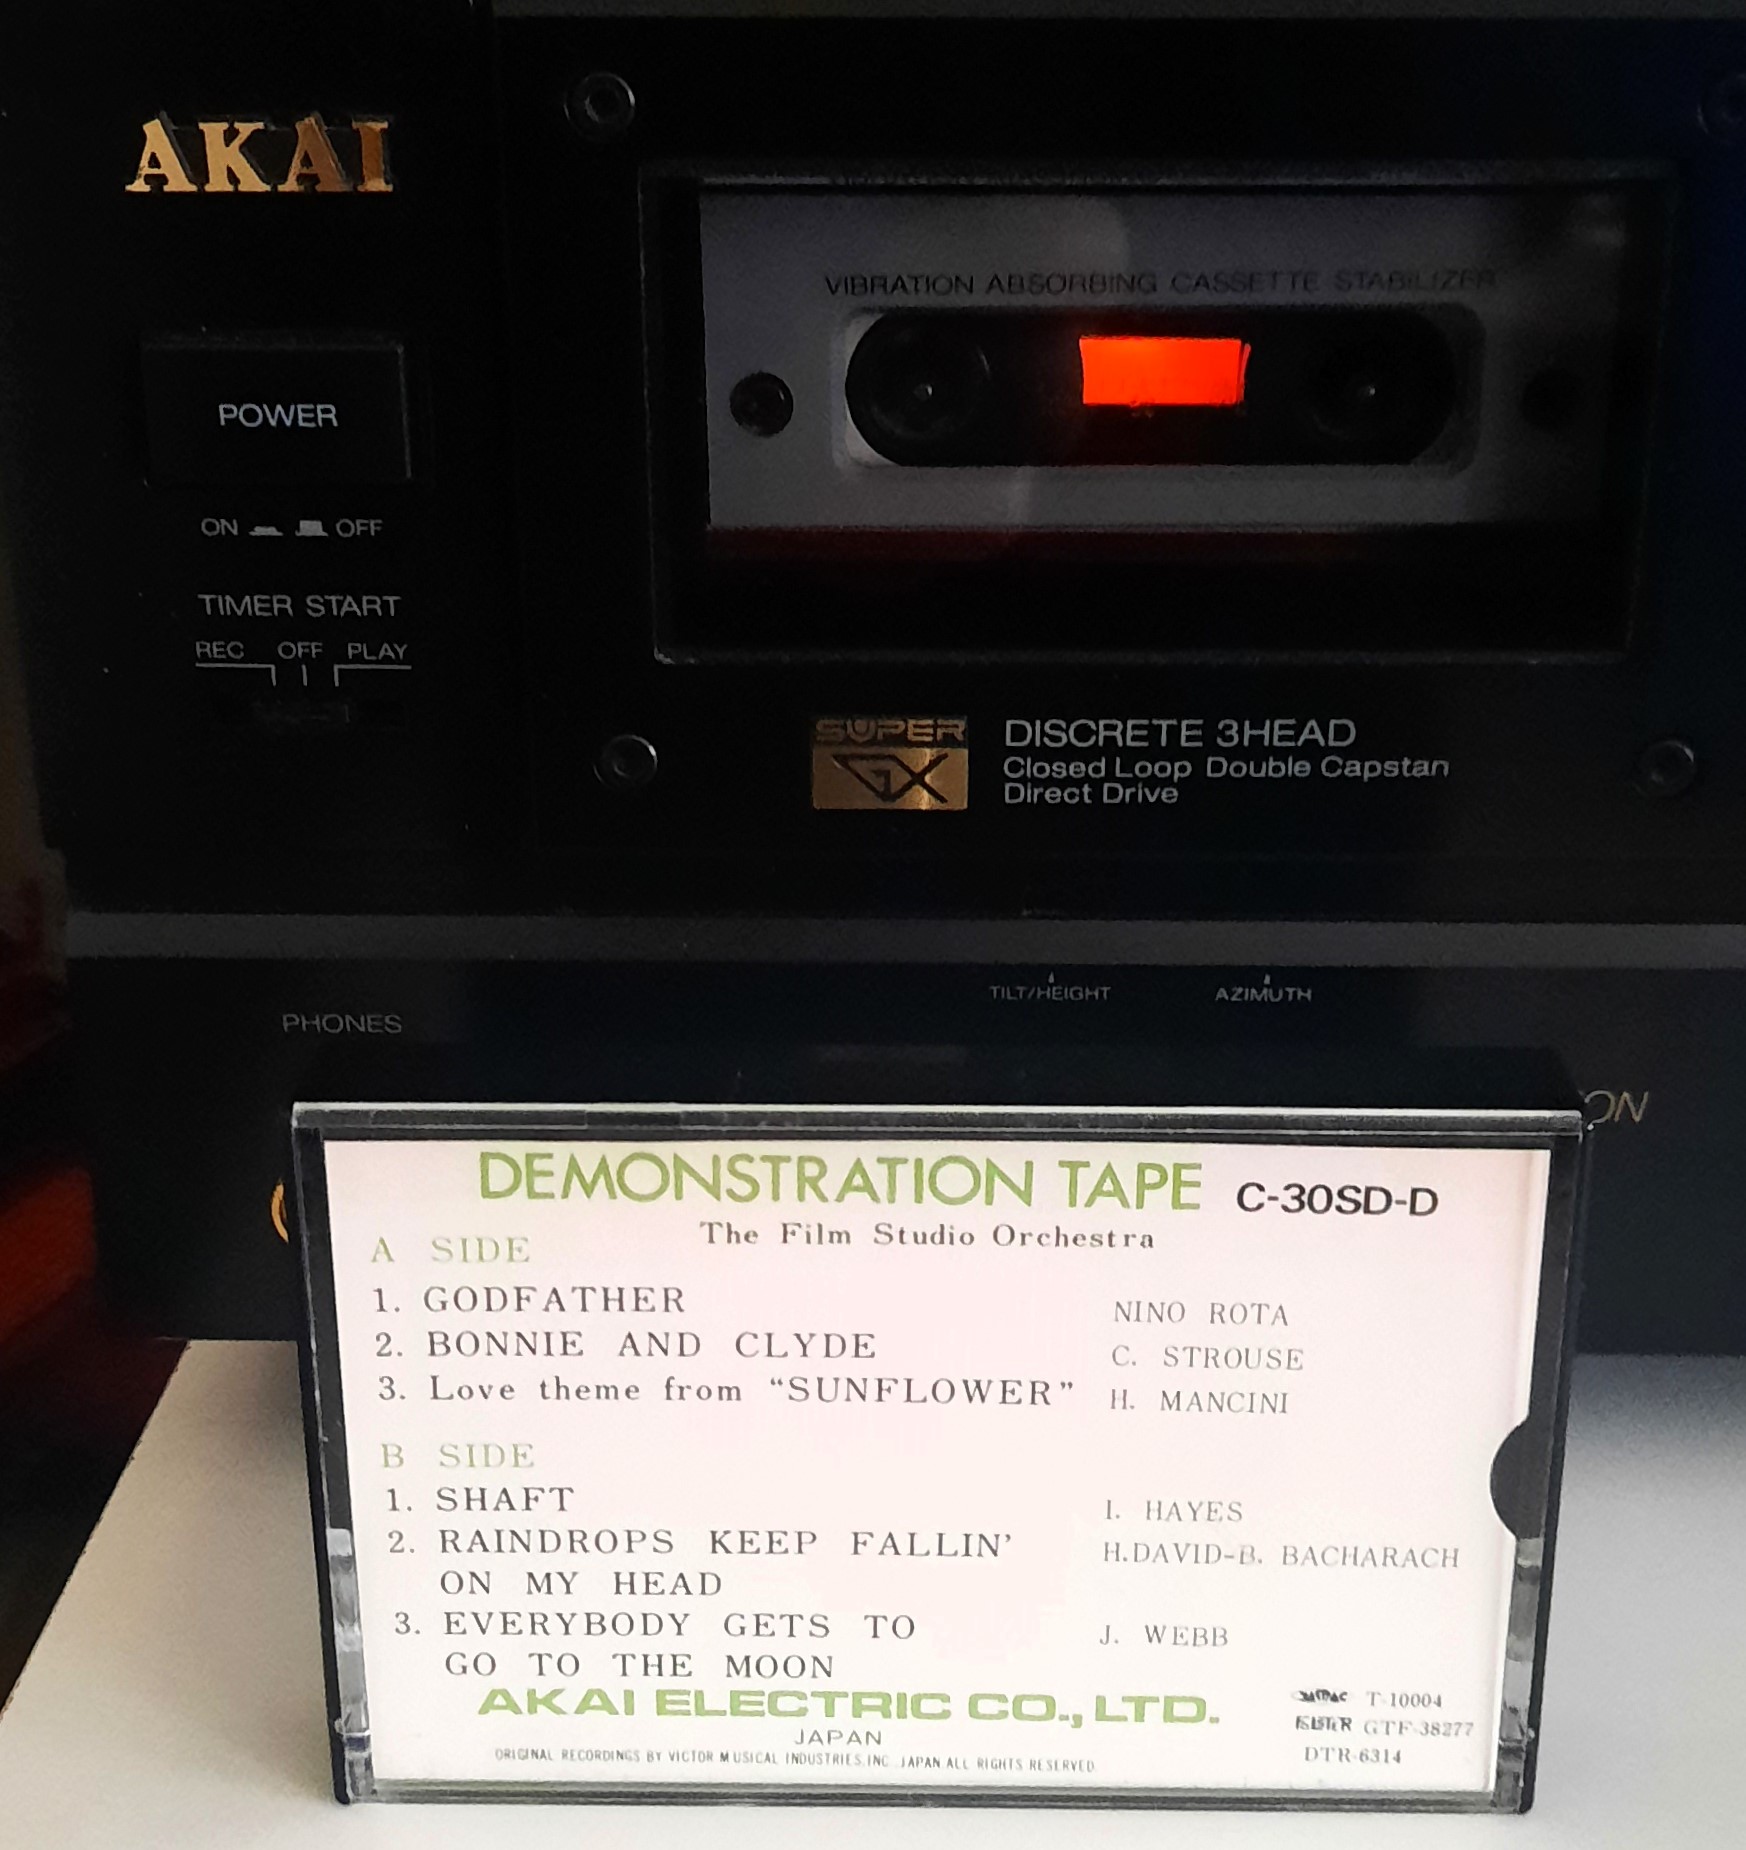 AKAI
VIBRATION ABSORBING CASSETTE STABILIZER
POWER
ON OFF
TIMER START
REC OFF PLAY
SUPER
GX
DISCRETE 3HEAD
Closed Loop Double Capstan
Direct Drive
TILT/HEIGHT AZIMUTH
PHONES
ON
DEMONSTRATION TAPE C-30SD-D
The Film Studio Orchestra
A SIDE
1. GODFATHER NINO ROTA
2. BONNIE AND CLYDE C. STROUSE
3. Love theme from “SUNFLOWER” H. MANCINI
B SIDE
1. SHAFT I. HAYES
2. RAINDROPS KEEP FALLIN’ H.DAVID-B. BACHARACH
ON MY HEAD
3. EVERYBODY GETS TO J. WEBB
GO TO THE MOON
AKAI ELECTRIC CO., LTD.
JAPAN
ORIGINAL RECORDINGS BY VICTOR MUSICAL INDUSTRIES, INC. JAPAN ALL RIGHTS RESERVED
T-10004
GTF-38277
DTR-6314